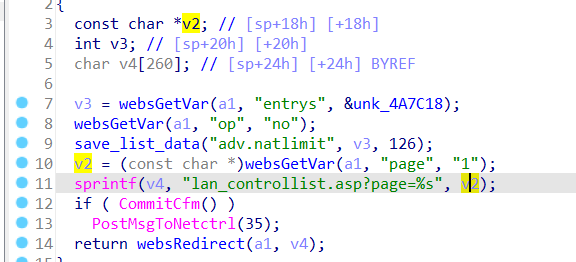 2 {
3 const char *v2; // [sp+18h] [+18h]
4 int v3; // [sp+20h] [+20h]
5 char v4[260]; // [sp+24h] [+24h] BYREF
6
7 v3 = websGetVar(a1, "entrys", &unk_4A7C18);
8 websGetVar(a1, "op", "no");
9 save_list_data("adv.natlimit", v3, 126);
10 v2 = (const char *)websGetVar(a1, "page", "1");
11 sprintf(v4, "lan_controllist.asp?page=%s", v2);
12 if ( CommitCfm() )
13 PostMsgToNetctrl(35);
14 return websRedirect(a1, v4);